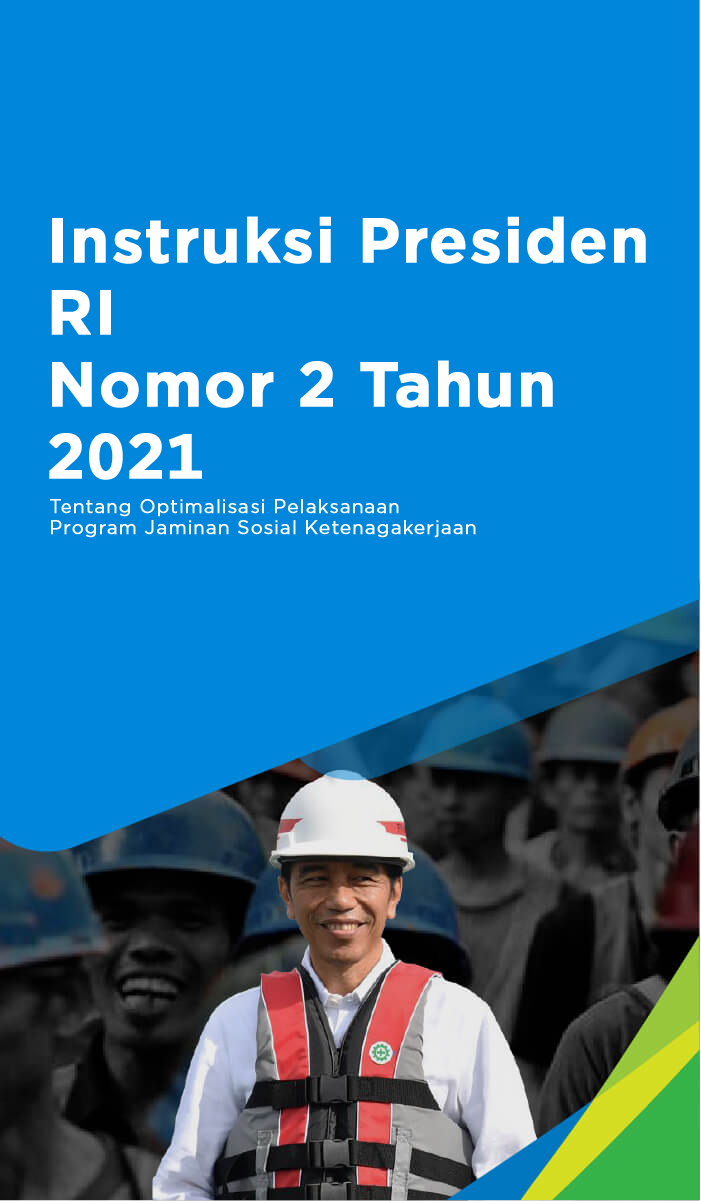 Instruksi Presiden
RI
Nomor 2 Tahun
2021
Tentang Optimalisasi Pelaksanaan
Program Jaminan Sosial Ketenagakerjaan